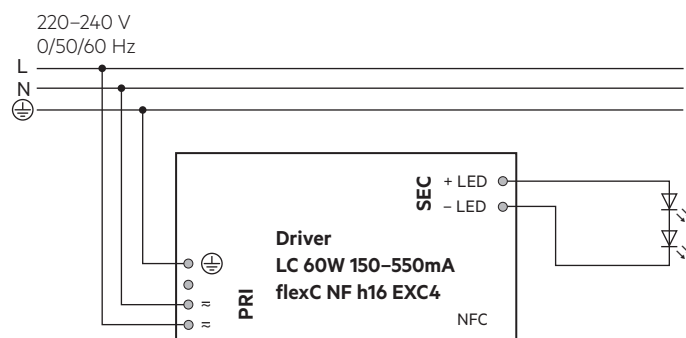 220–240 V
0/50/60 Hz
L
N
SEC
+ LED
– LED
Driver
LC 60W 150–550mA
flexC NF h16 EXC4
PRI
≂
≂
NFC